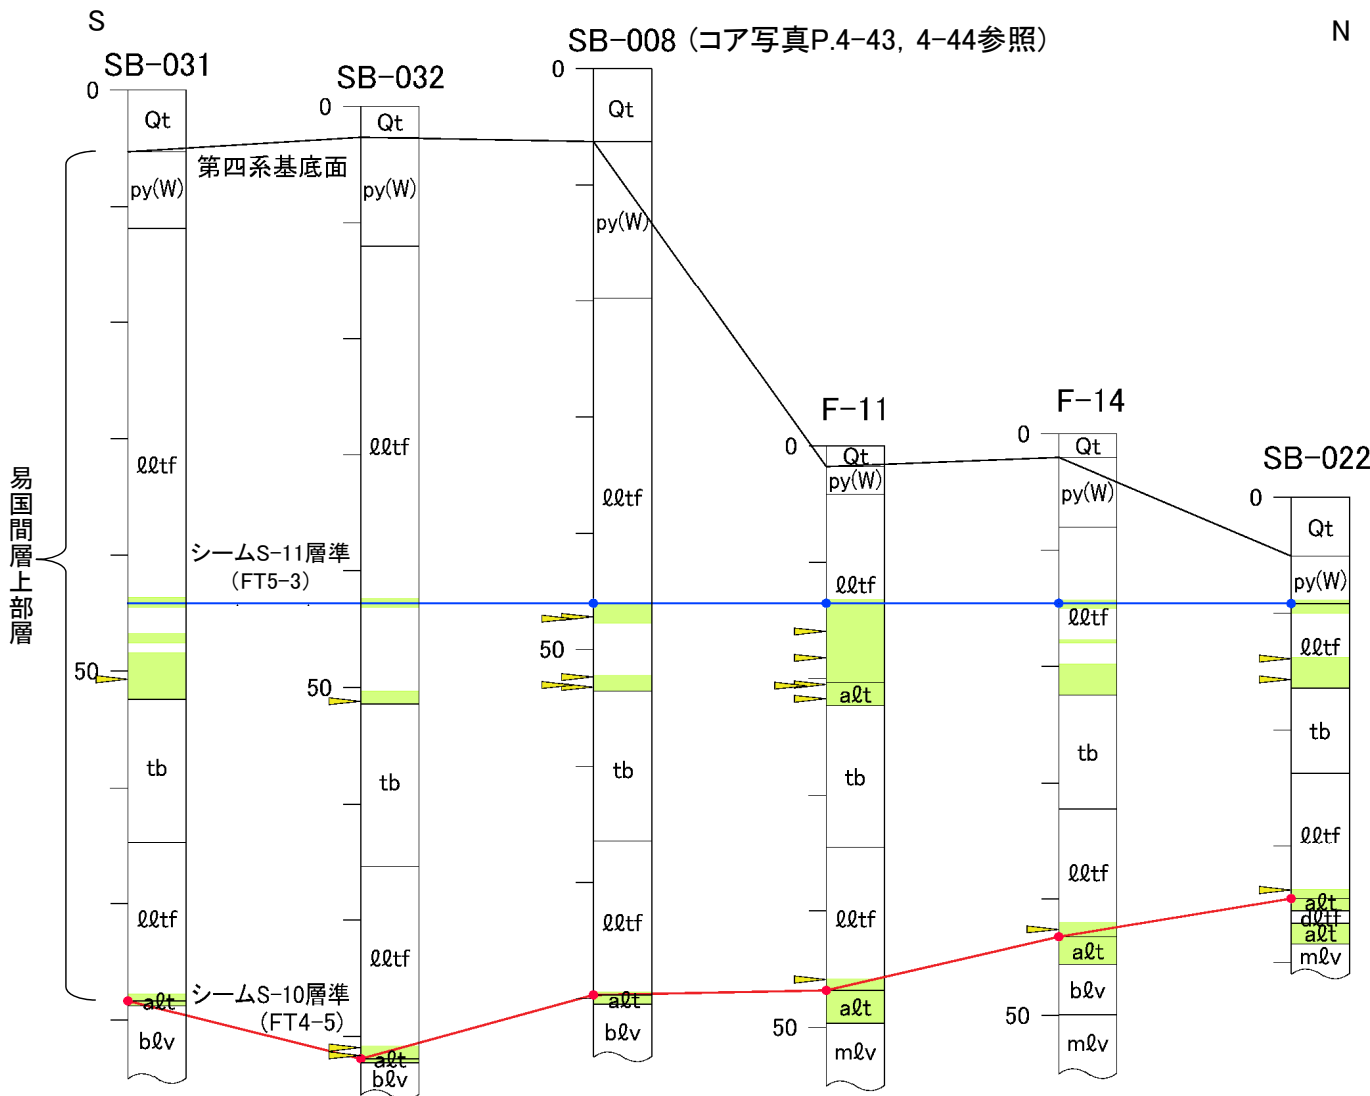 S
N
SB-031
SB-032
SB-008 (コア写真P.4-43, 4-44参照)
F-11
F-14
SB-022
0
Qt
py(W)
ℓℓtf
50
tb
ℓℓtf
aℓt
bℓv
0
Qt
py(W)
ℓℓtf
50
tb
ℓℓtf
aℓt
bℓv
0
Qt
py(W)
ℓℓtf
50
tb
ℓℓtf
aℓt
bℓv
0
Qt
py(W)
ℓℓtf
aℓt
tb
ℓℓtf
aℓt
50
mℓv
0
Qt
py(W)
ℓℓtf
tb
ℓℓtf
aℓt
bℓv
50
mℓv
0
Qt
py(W)
ℓℓtf
tb
ℓℓtf
aℓt
dℓtf
aℓt
mℓv
第四系基底面
易国間層上部層
シームS-11層準
(FT5-3)
シームS-10層準
(FT4-5)